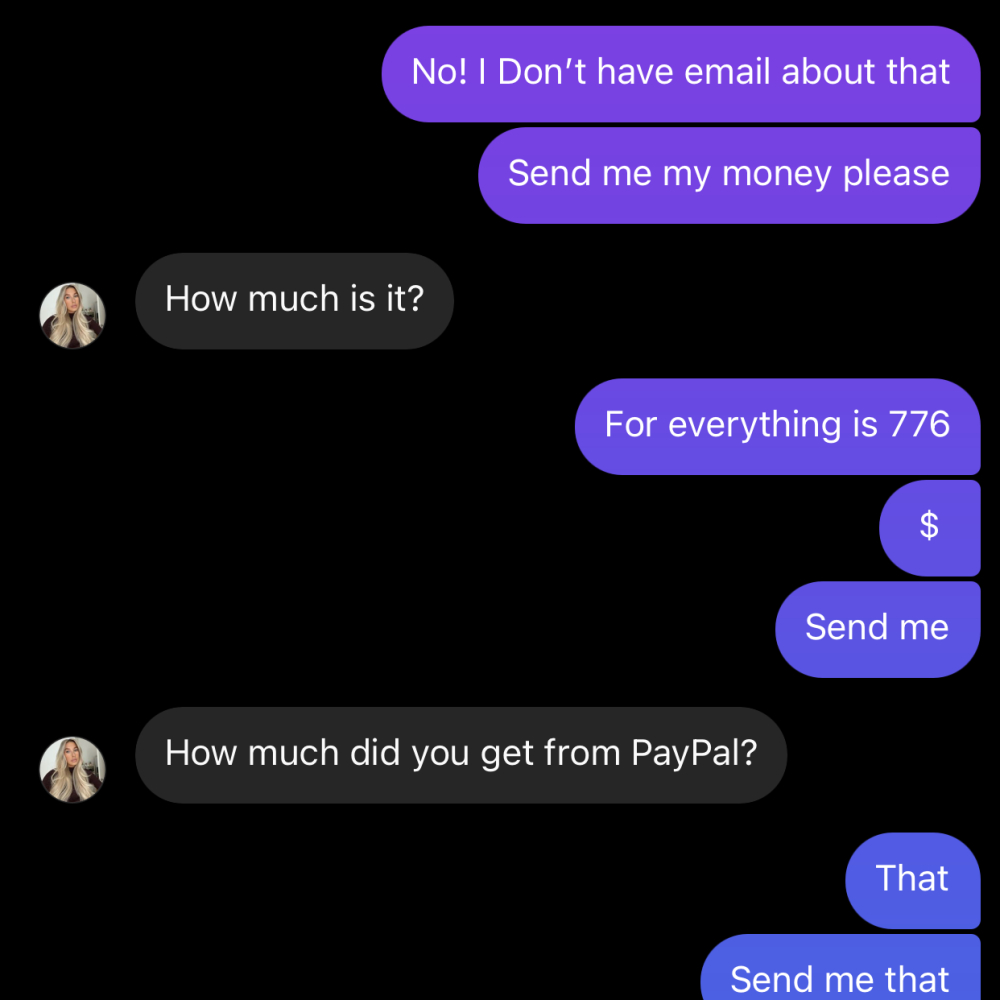 No! I Don’t have email about that
Send me my money please
How much is it?
For everything is 776
$
Send me
How much did you get from PayPal?
That
Send me that